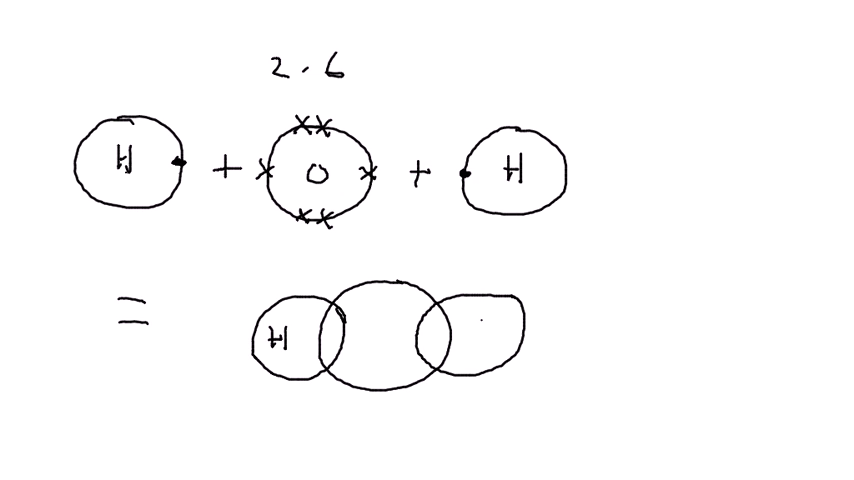 2.6
H + O + H
=
H